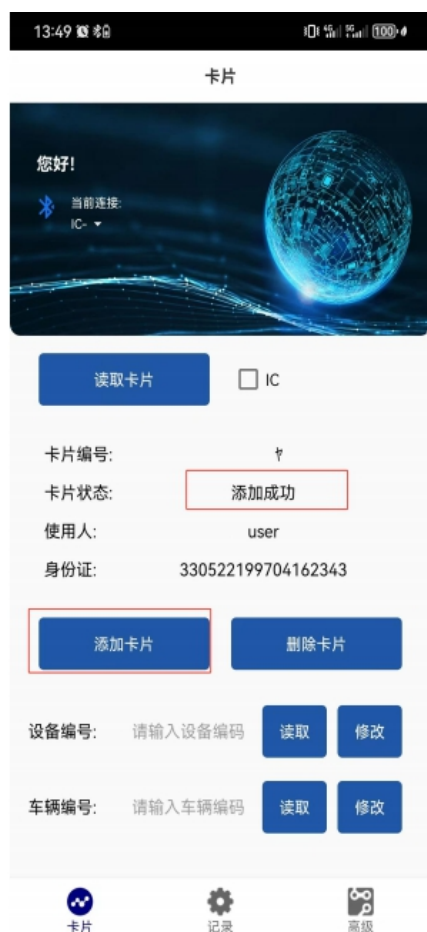 13:49
100
卡片
您好!
当前连接:
IC-
读取卡片 IC
卡片编号: ヤ
卡片状态: 添加成功
使用人: user
身份证: 330522199704162343
添加卡片 删除卡片
设备编号: 请输入设备编码 读取 修改
车辆编号: 请输入车辆编码 读取 修改
卡片 记录 高级